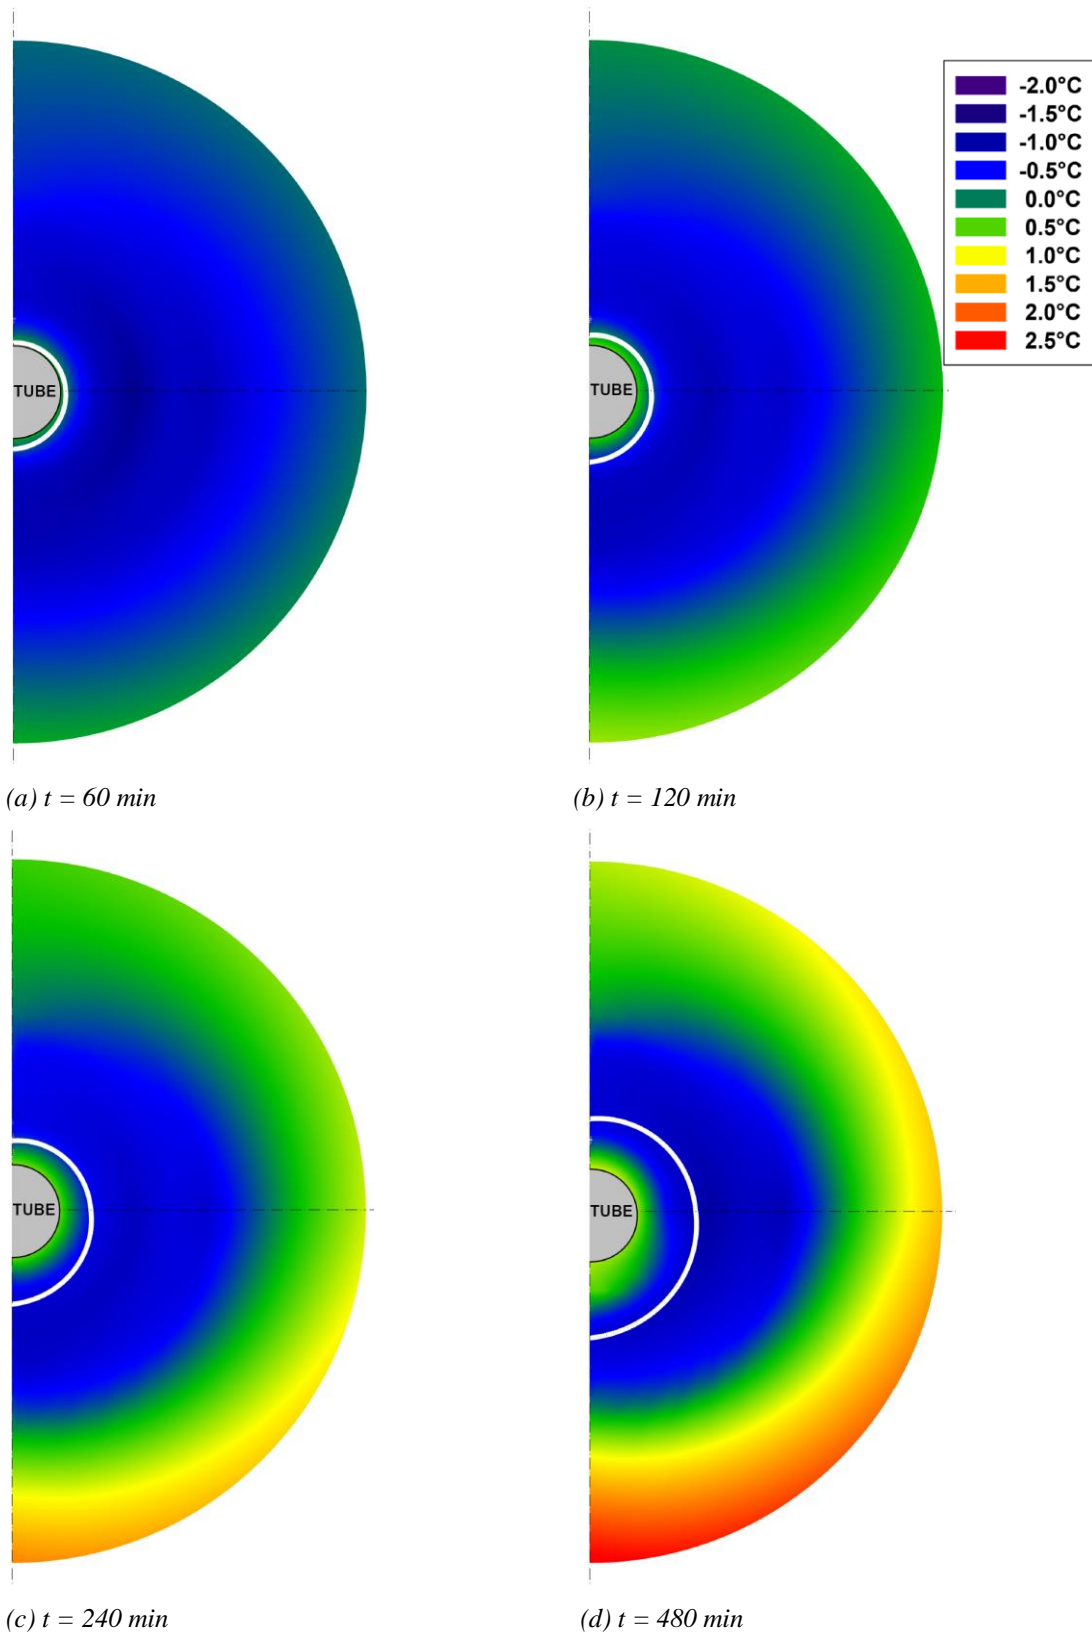 -2.0°C
-1.5°C
-1.0°C
-0.5°C
0.0°C
0.5°C
1.0°C
1.5°C
2.0°C
2.5°C
TUBE
TUBE
(a) t = 60 min
(b) t = 120 min
TUBE
TUBE
(c) t = 240 min
(d) t = 480 min